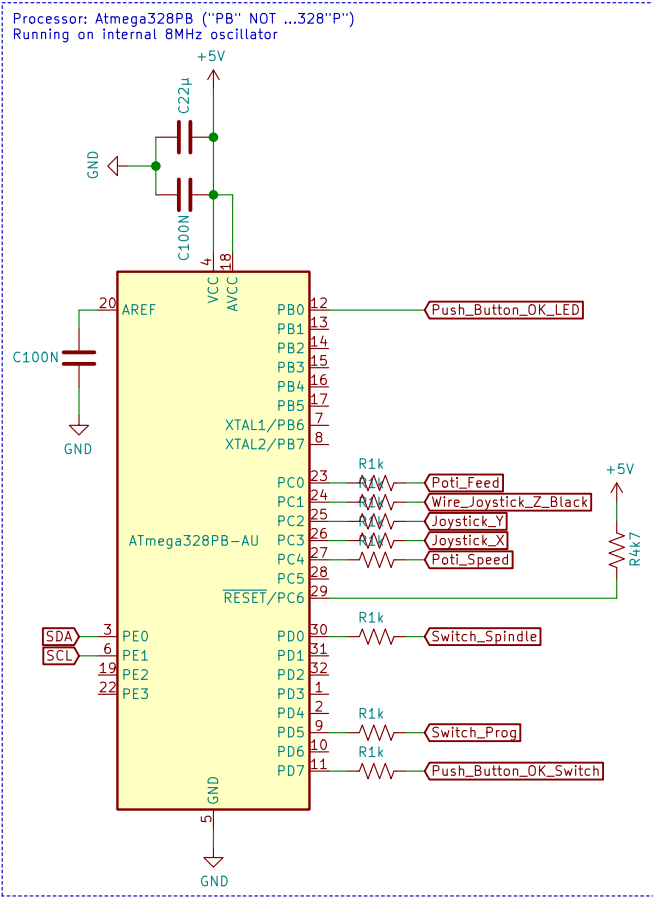 Processor: Atmega328PB ("PB" NOT ...328"P")
Running on internal 8MHz oscillator
+5V
C22µ
GND
C100N
4
18
VCC
AVCC
20 AREF
C100N
GND
PB0 12 Push_Button_OK_LED
PB1 13
PB2 14
PB3 15
PB4 16
PB5 17
XTAL1/PB6 7
XTAL2/PB7 8
R1k
PC0 23 Poti_Feed
R1k
PC1 24 Wire_Joystick_Z_Black
R1k
PC2 25 Joystick_Y
R1k
PC3 26 Joystick_X
R1k
PC4 27 Poti_Speed
PC5 28
RESET/PC6 29
+5V
R4k7
ATmega328PB-AU
SDA 3 PE0
SCL 6 PE1
19 PE2
22 PE3
R1k
PD0 30 Switch_Spindle
PD1 31
PD2 32
PD3 1
PD4 2
R1k
PD5 9 Switch_Prog
PD6 10
R1k
PD7 11 Push_Button_OK_Switch
GND
5
GND